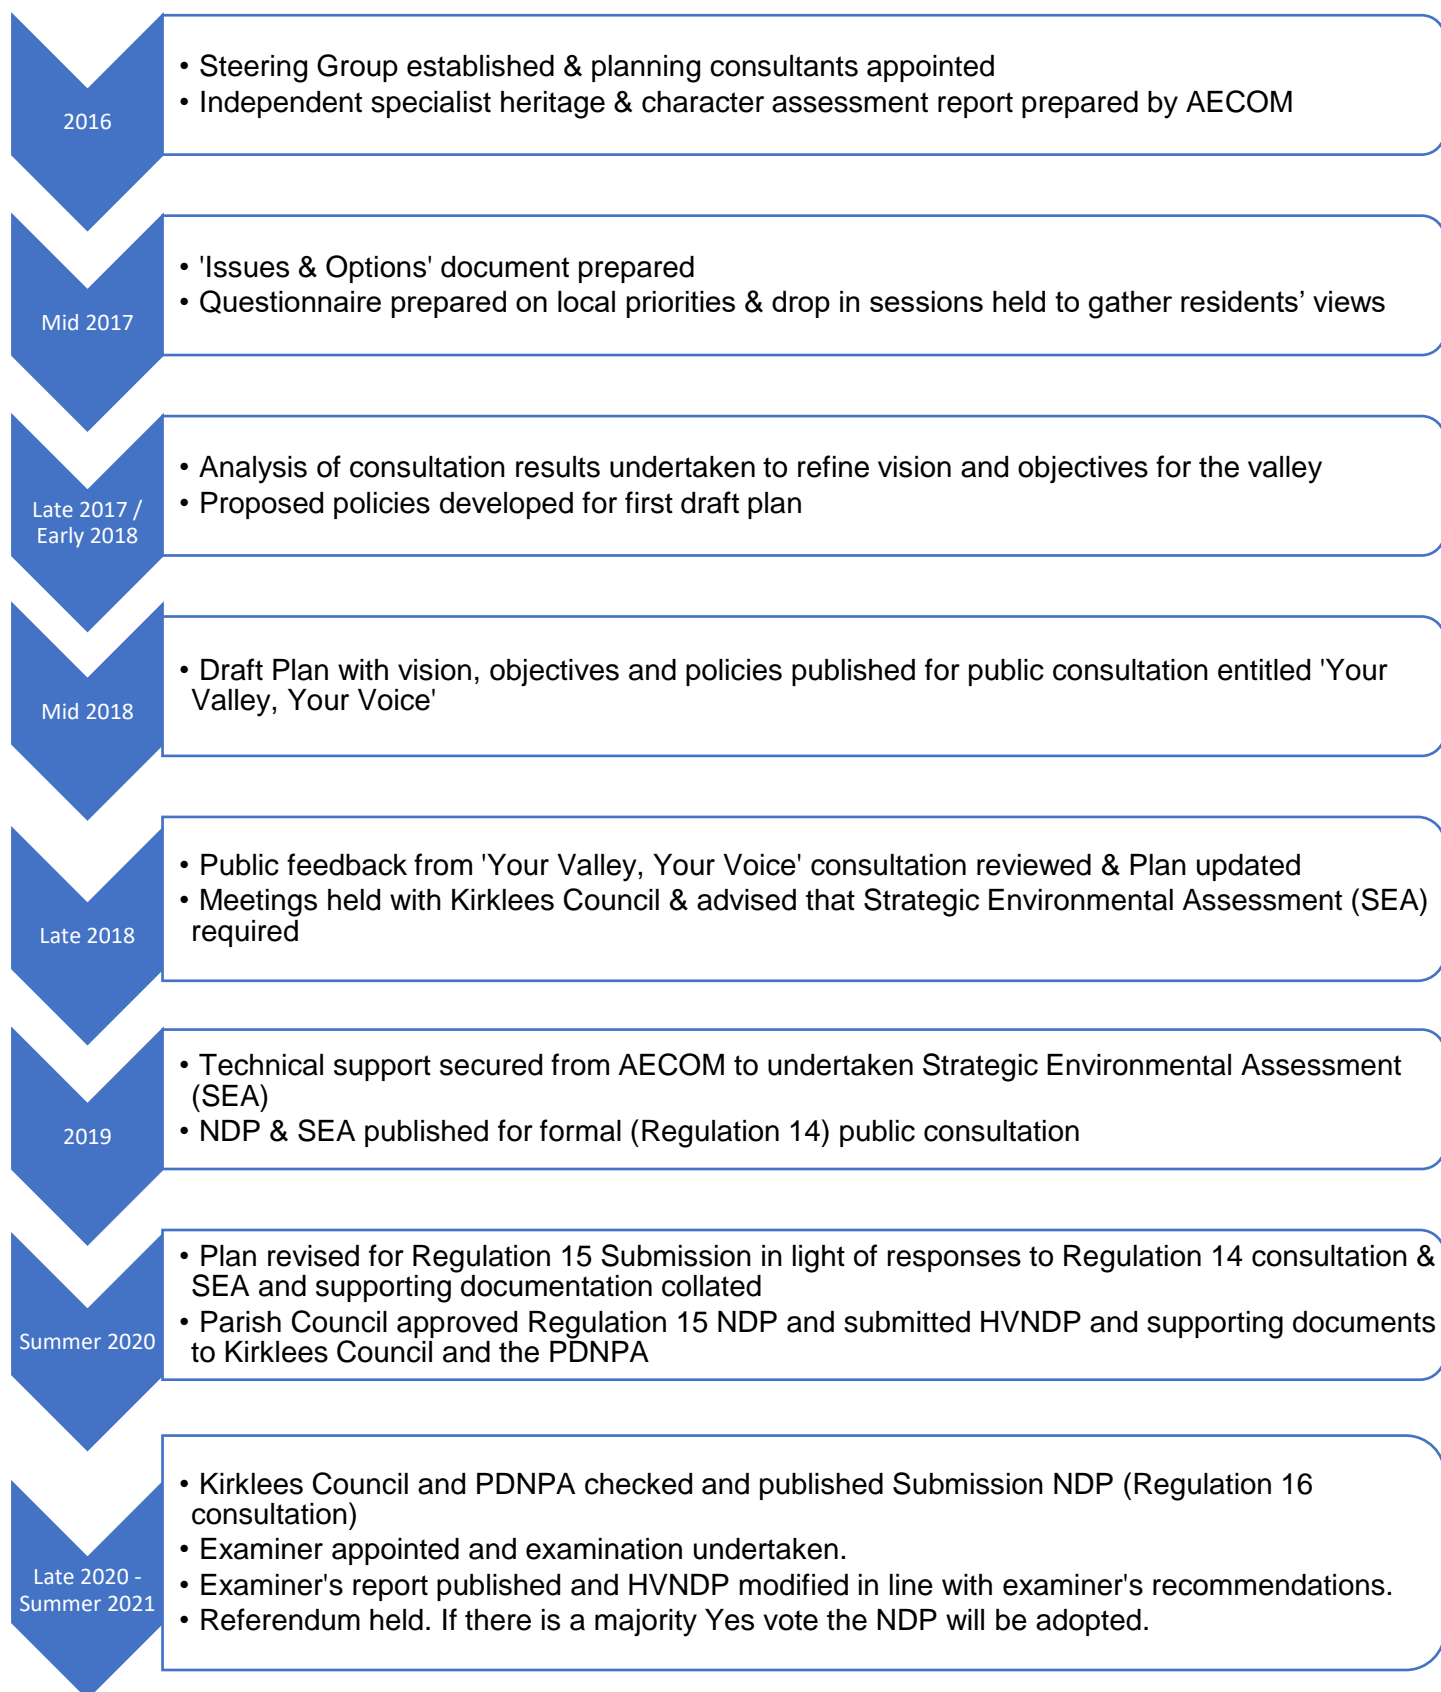 2016
• Steering Group established & planning consultants appointed
• Independent specialist heritage & character assessment report prepared by AECOM
Mid 2017
• 'Issues & Options' document prepared
• Questionnaire prepared on local priorities & drop in sessions held to gather residents’ views
Late 2017 /
Early 2018
• Analysis of consultation results undertaken to refine vision and objectives for the valley
• Proposed policies developed for first draft plan
Mid 2018
• Draft Plan with vision, objectives and policies published for public consultation entitled 'Your
Valley, Your Voice'
Late 2018
• Public feedback from 'Your Valley, Your Voice' consultation reviewed & Plan updated
• Meetings held with Kirklees Council & advised that Strategic Environmental Assessment (SEA)
required
2019
• Technical support secured from AECOM to undertaken Strategic Environmental Assessment
(SEA)
• NDP & SEA published for formal (Regulation 14) public consultation
Summer 2020
• Plan revised for Regulation 15 Submission in light of responses to Regulation 14 consultation &
SEA and supporting documentation collated
• Parish Council approved Regulation 15 NDP and submitted HVNDP and supporting documents
to Kirklees Council and the PDNPA
Late 2020 -
Summer 2021
• Kirklees Council and PDNPA checked and published Submission NDP (Regulation 16
consultation)
• Examiner appointed and examination undertaken.
• Examiner's report published and HVNDP modified in line with examiner's recommendations.
• Referendum held. If there is a majority Yes vote the NDP will be adopted.